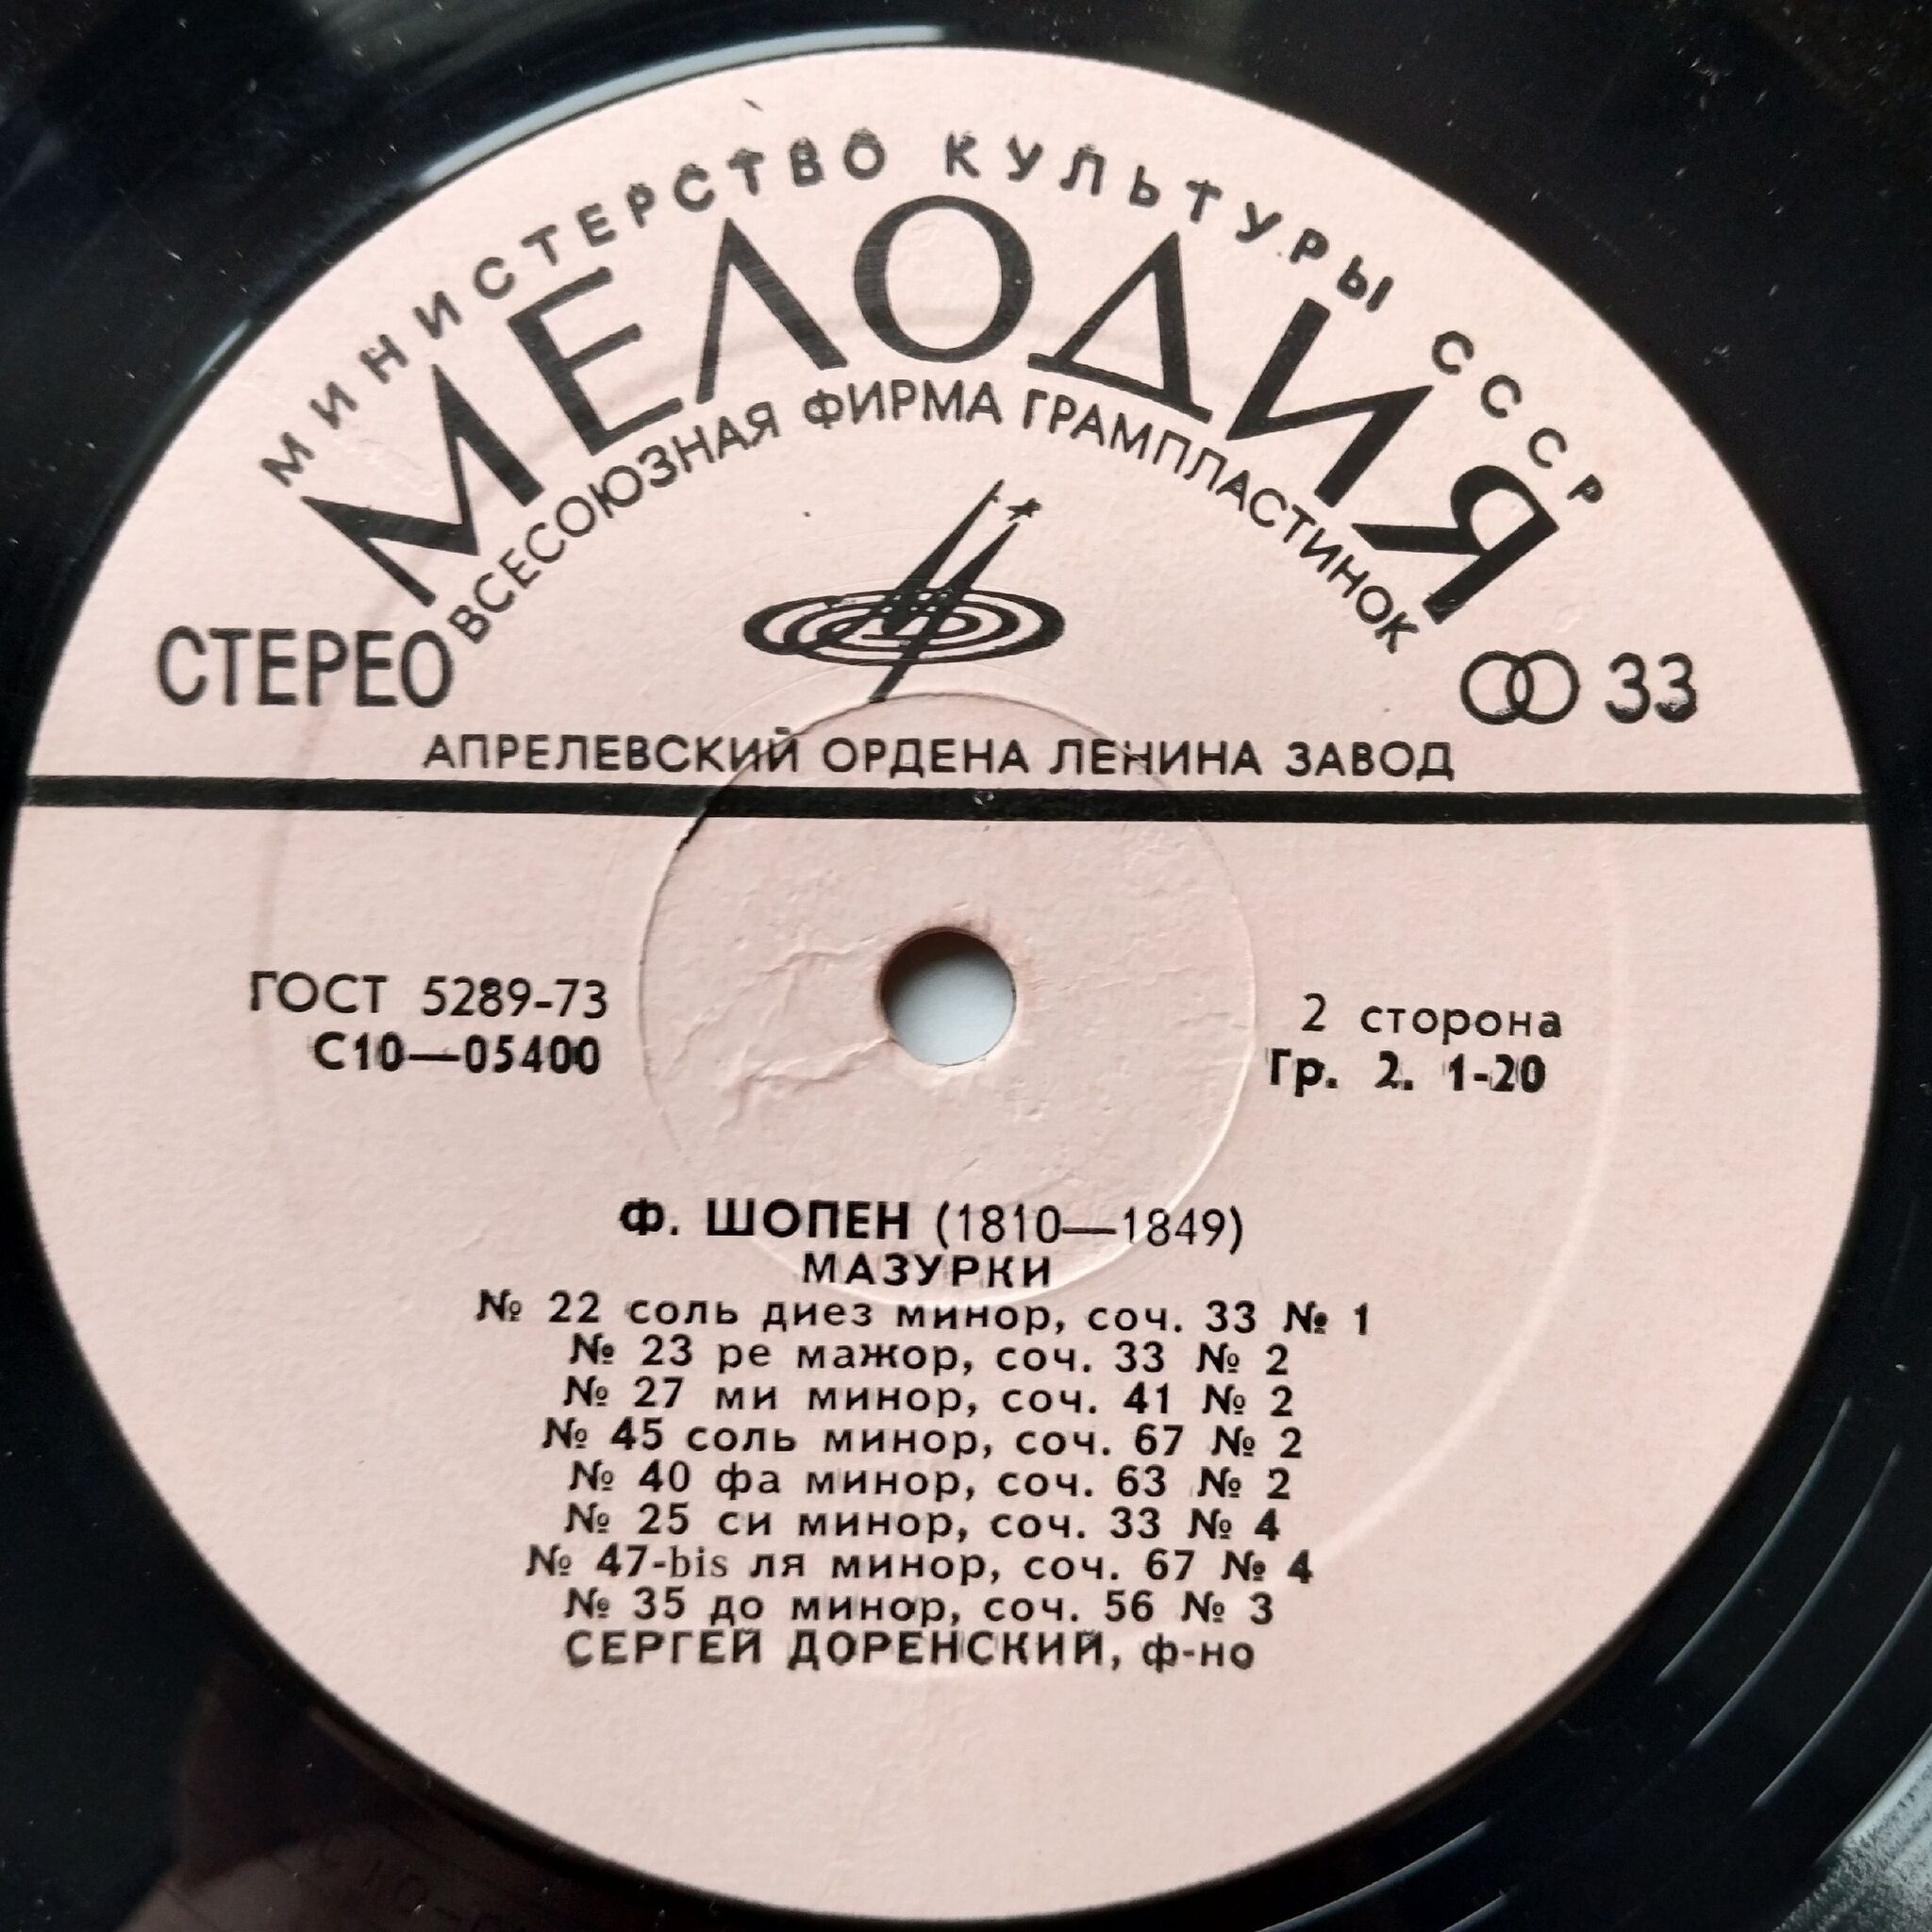 МИНИСТЕРСТВО КУЛЬТУРЫ СССР
МЕЛОДИЯ
ВСЕСОЮЗНАЯ ФИРМА ГРАМПЛАСТИНОК
СТЕРЕО
33
АПРЕЛЕВСКИЙ ОРДЕНА ЛЕНИНА ЗАВОД
ГОСТ 5289-73
С10—05400
2 сторона
Гр. 2. 1-20
Ф. ШОПЕН (1810—1849)
МАЗУРКИ
№ 22 соль диез минор, соч. 33 № 1
№ 23 ре мажор, соч. 33 № 2
№ 27 ми минор, соч. 41 № 2
№ 45 соль минор, соч. 67 № 2
№ 40 фа минор, соч. 63 № 2
№ 25 си минор, соч. 33 № 4
№ 47-bis ля минор, соч. 67 № 4
№ 35 до минор, соч. 56 № 3
СЕРГЕЙ ДОРЕНСКИЙ, ф-но